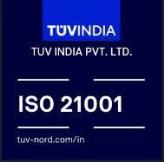 TÜVINDIA
TUV INDIA PVT. LTD.
ISO 21001
tuv-nord.com/in